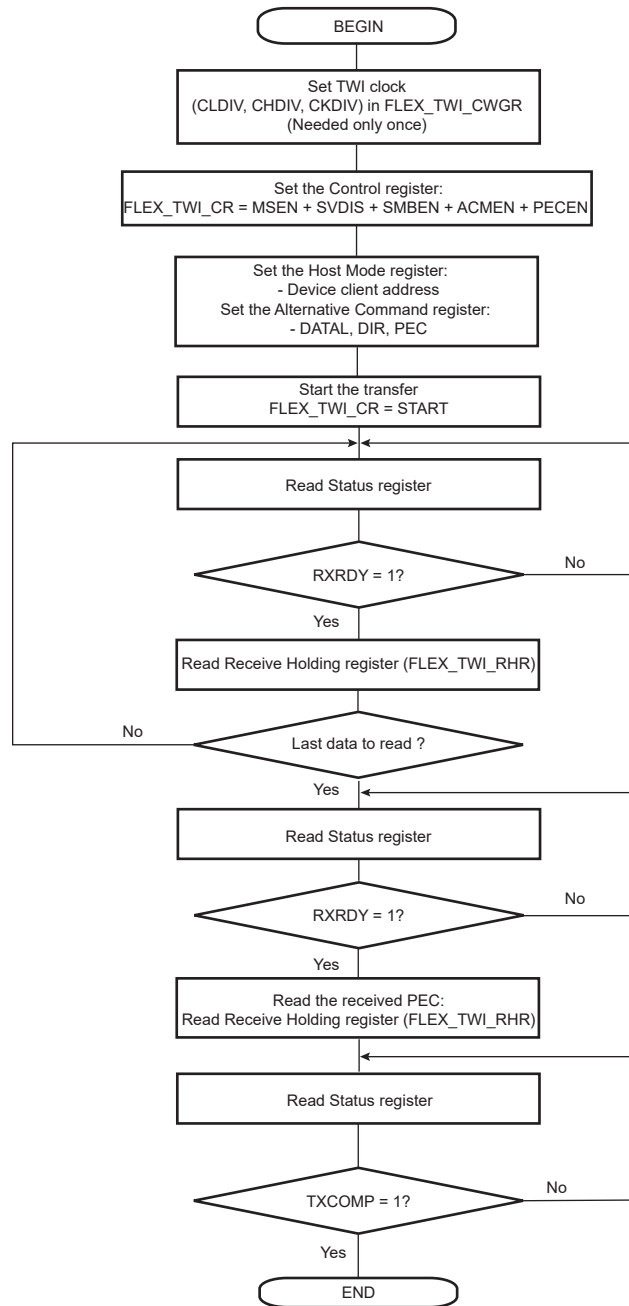 BEGIN
Set TWI clock
(CLDIV, CHDIV, CKDIV) in FLEX_TWI_CWGR
(Needed only once)
Set the Control register:
FLEX_TWI_CR = MSEN + SVDIS + SMBEN + ACMEN + PECEN
Set the Host Mode register:
- Device client address
Set the Alternative Command register:
- DATAL, DIR, PEC
Start the transfer
FLEX_TWI_CR = START
Read Status register
RXRDY = 1?
No
Yes
Read Receive Holding register (FLEX_TWI_RHR)
No
Last data to read ?
Yes
Read Status register
RXRDY = 1?
No
Yes
Read the received PEC:
Read Receive Holding register (FLEX_TWI_RHR)
Read Status register
TXCOMP = 1?
No
Yes
END